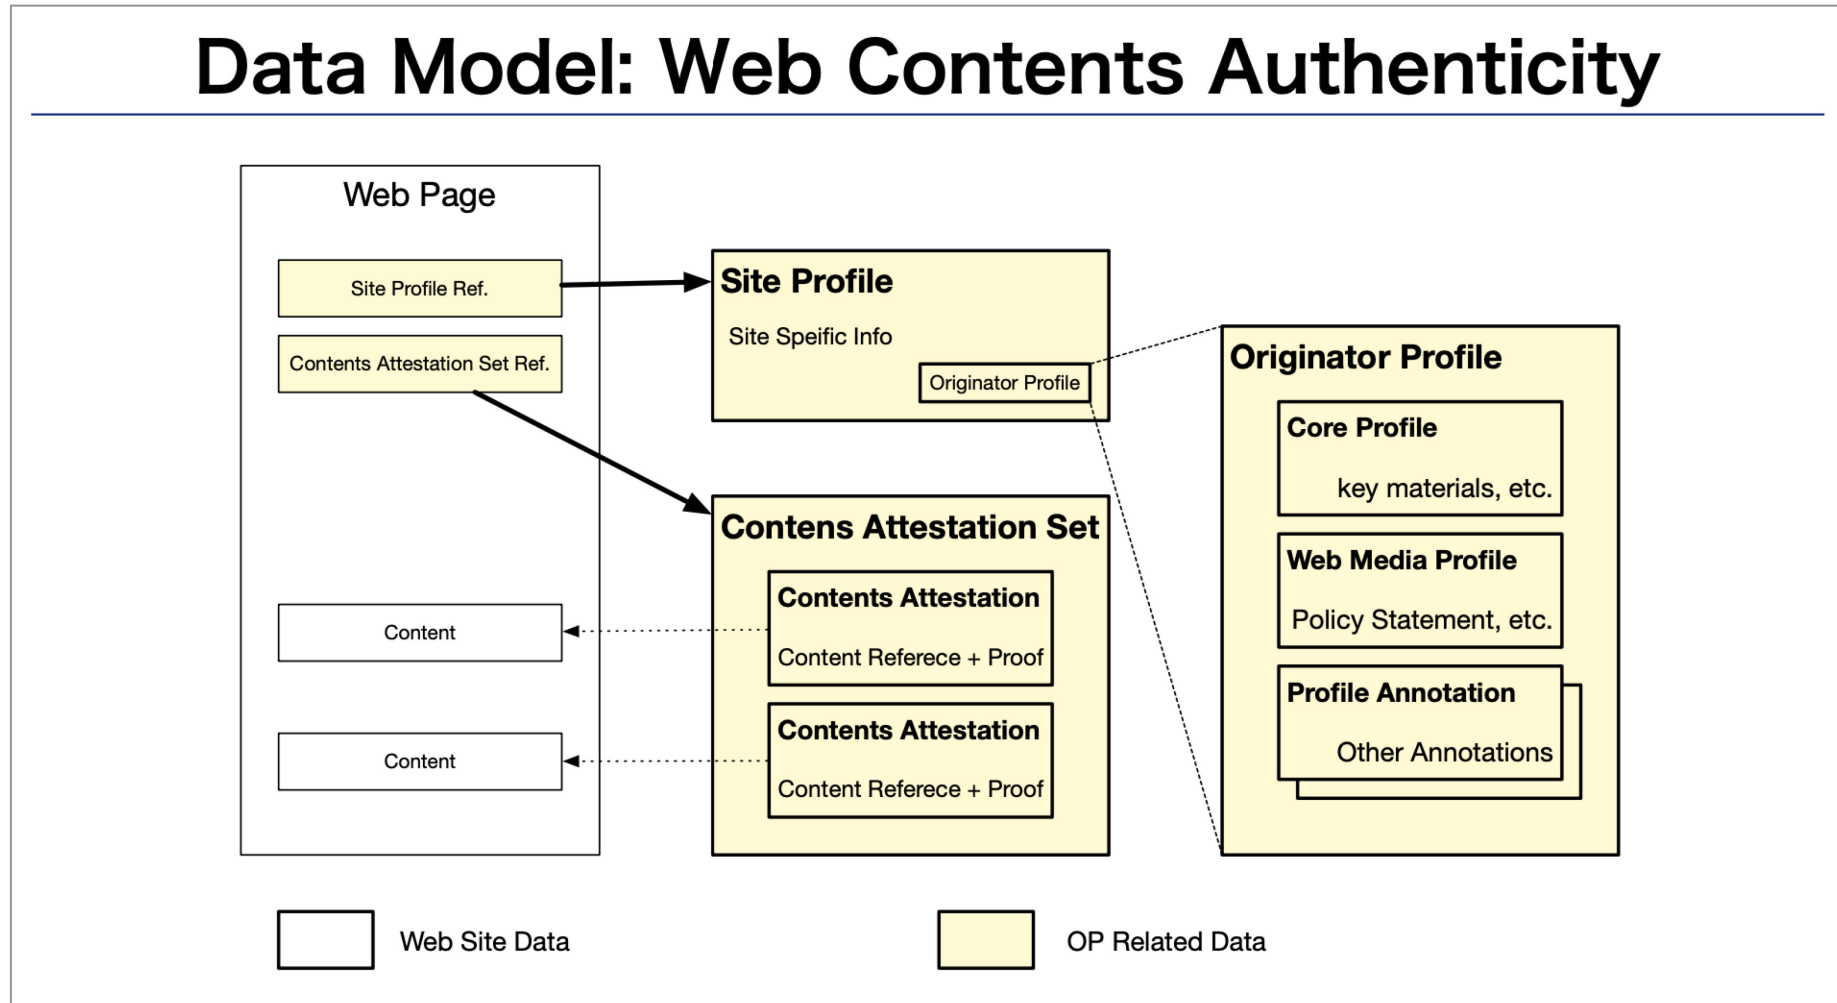 Data Model: Web Contents Authenticity
Web Page
Site Profile Ref.
Contents Attestation Set Ref.
Content
Content
Site Profile
Site Speific Info
Originator Profile
Contens Attestation Set
Contents Attestation
Content Referece + Proof
Contents Attestation
Content Referece + Proof
Originator Profile
Core Profile
key materials, etc.
Web Media Profile
Policy Statement, etc.
Profile Annotation
Other Annotations
Web Site Data
OP Related Data